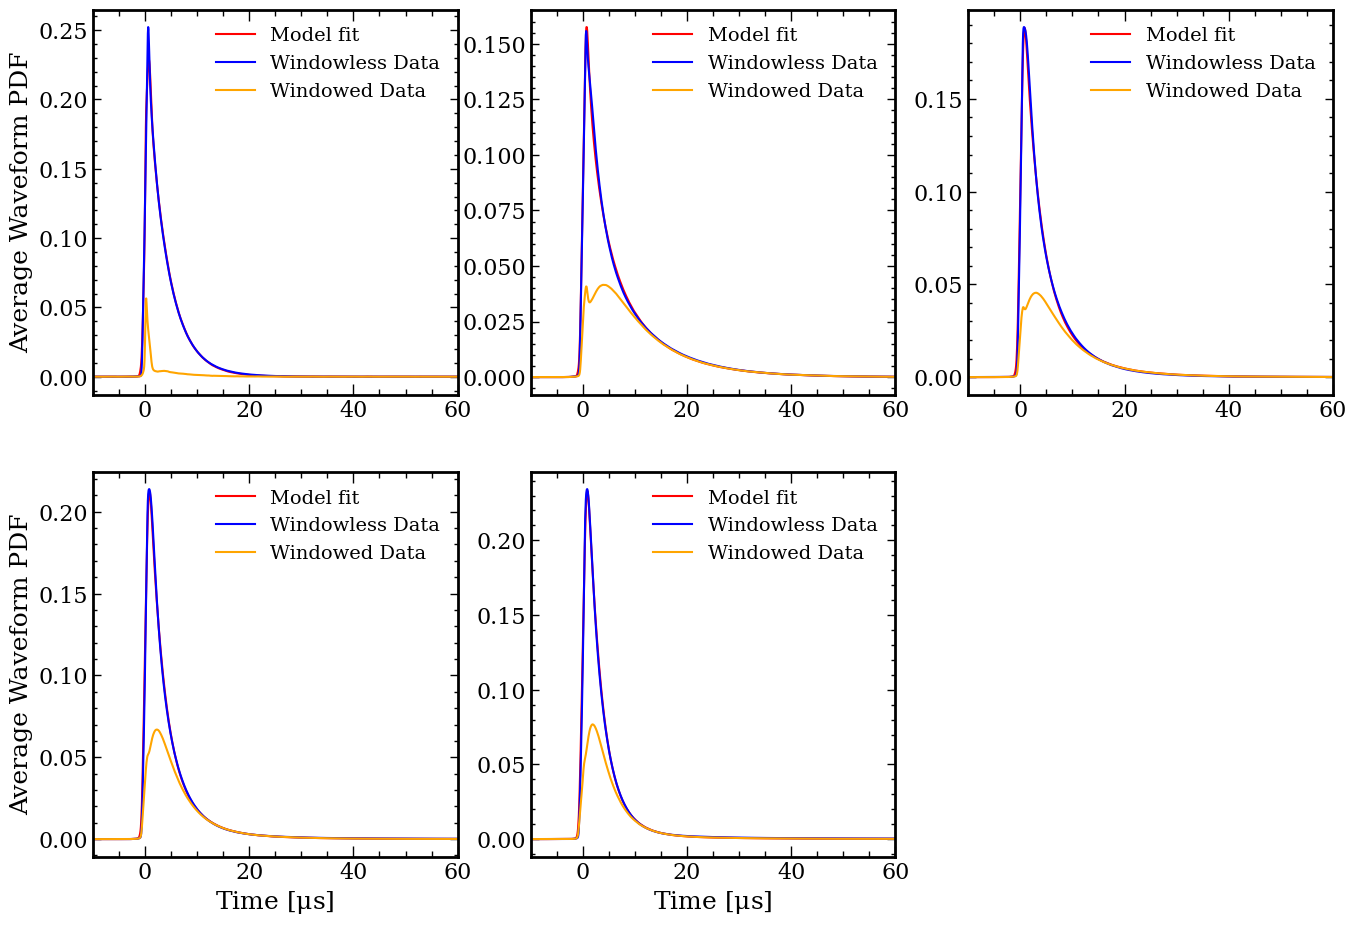 Average Waveform PDF
0.25
0.20
0.15
0.10
0.05
0.00
0 20 40 60
Model fit
Windowless Data
Windowed Data
0.150
0.125
0.100
0.075
0.050
0.025
0.000
0 20 40 60
Model fit
Windowless Data
Windowed Data
0.15
0.10
0.05
0.00
0 20 40 60
Model fit
Windowless Data
Windowed Data
Average Waveform PDF
0.20
0.15
0.10
0.05
0.00
0 20 40 60
Time [µs]
Model fit
Windowless Data
Windowed Data
0.20
0.15
0.10
0.05
0.00
0 20 40 60
Time [µs]
Model fit
Windowless Data
Windowed Data